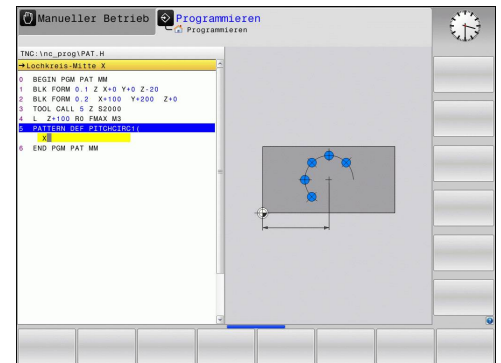 Manueller Betrieb
Programmieren
Programmieren
TNC:\nc_prog\PAT.H
→Lochkreis-Mitte X
0 BEGIN PGM PAT MM
1 BLK FORM 0.1 Z X+0 Y+0 Z-20
2 BLK FORM 0.2 X+100 Y+200 Z+0
3 TOOL CALL 5 Z S2000
4 L Z+100 R0 FMAX M3
5 PATTERN DEF PITCHCIRC1(
X
6 END PGM PAT MM